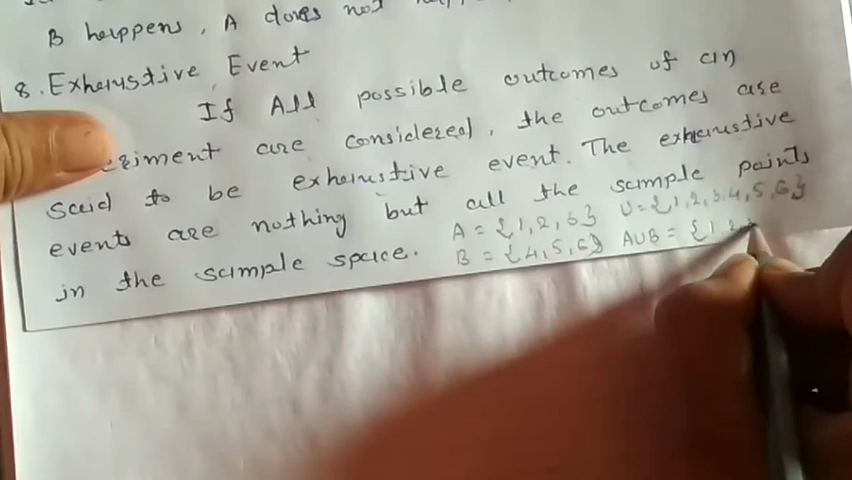 B happens, A does not
8. Exhaustive Event
If All possible outcomes of an
eriment are considered, the outcomes are
said to be exhaustive event. The exhaustive
events are nothing but all the sample points
in the sample space.
A = {1, 2, 3} U = {1, 2, 3, 4, 5, 6}
B = {4, 5, 6} AUB = {1, 2,